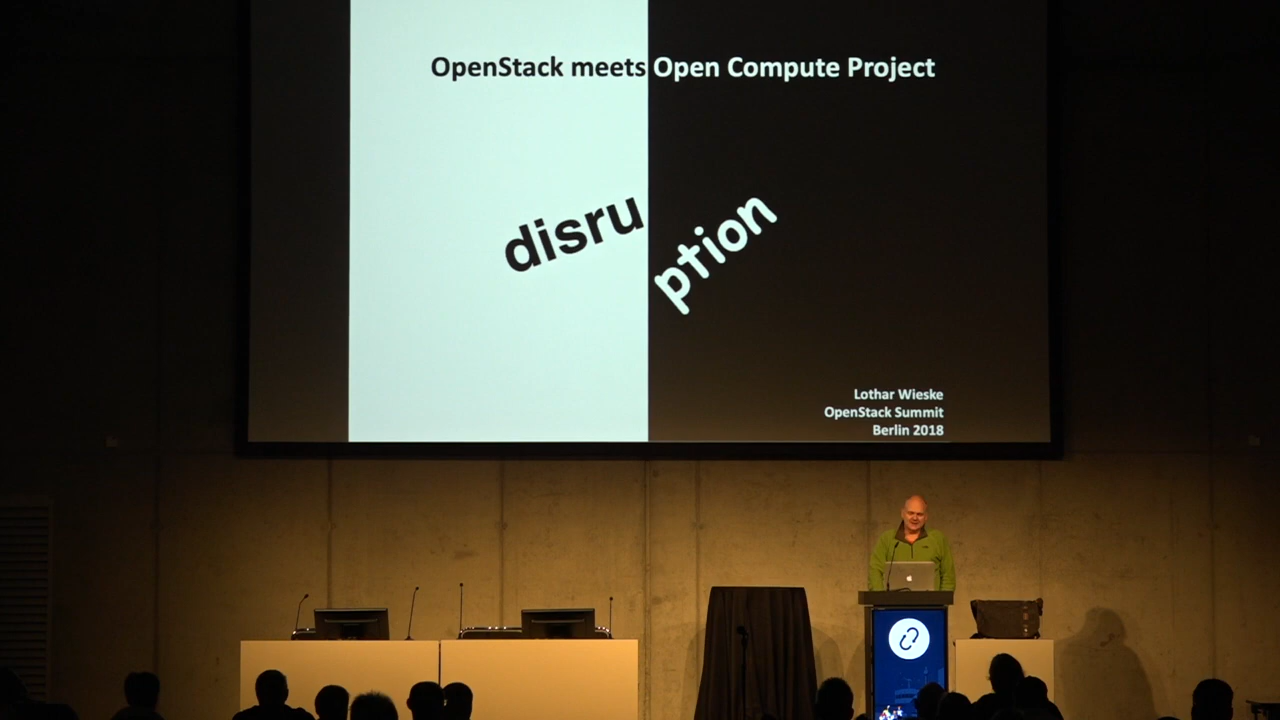 OpenStack meets Open Compute Project
disru
ption
Lothar Wieske
OpenStack Summit
Berlin 2018